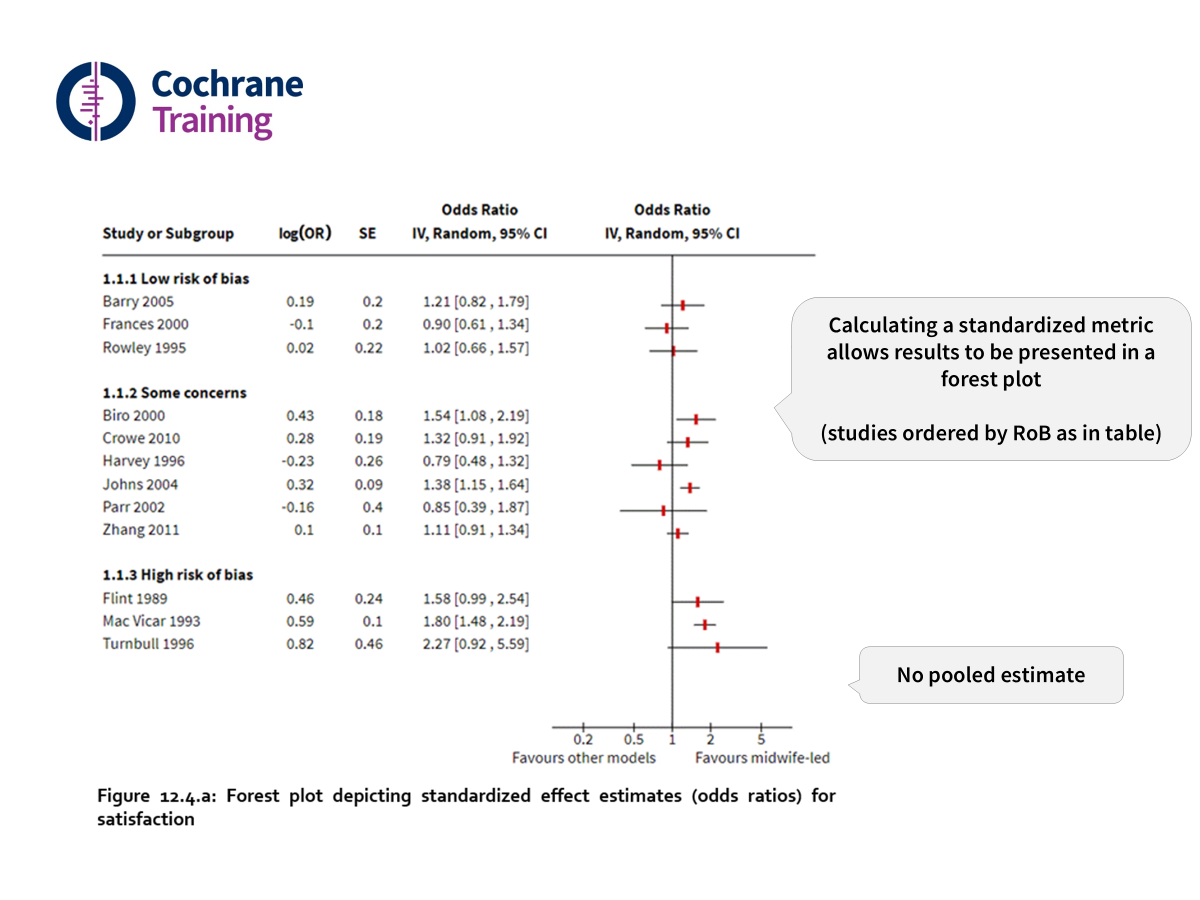 Cochrane
Training
Odds Ratio Odds Ratio
Study or Subgroup log(OR) SE IV, Random, 95% CI IV, Random, 95% CI
1.1.1 Low risk of bias
Barry 2005 0.19 0.2 1.21 [0.82 , 1.79]
Frances 2000 -0.1 0.2 0.90 [0.61 , 1.34]
Rowley 1995 0.02 0.22 1.02 [0.66 , 1.57]
1.1.2 Some concerns
Biro 2000 0.43 0.18 1.54 [1.08 , 2.19]
Crowe 2010 0.28 0.19 1.32 [0.91 , 1.92]
Harvey 1996 -0.23 0.26 0.79 [0.48 , 1.32]
Johns 2004 0.32 0.09 1.38 [1.15 , 1.64]
Parr 2002 -0.16 0.4 0.85 [0.39 , 1.87]
Zhang 2011 0.1 0.1 1.11 [0.91 , 1.34]
1.1.3 High risk of bias
Flint 1989 0.46 0.24 1.58 [0.99 , 2.54]
Mac Vicar 1993 0.59 0.1 1.80 [1.48 , 2.19]
Turnbull 1996 0.82 0.46 2.27 [0.92 , 5.59]
0.2 0.5 1 2 5
Favours other models Favours midwife-led
Calculating a standardized metric
allows results to be presented in a
forest plot
(studies ordered by RoB as in table)
No pooled estimate
Figure 12.4.a: Forest plot depicting standardized effect estimates (odds ratios) for
satisfaction